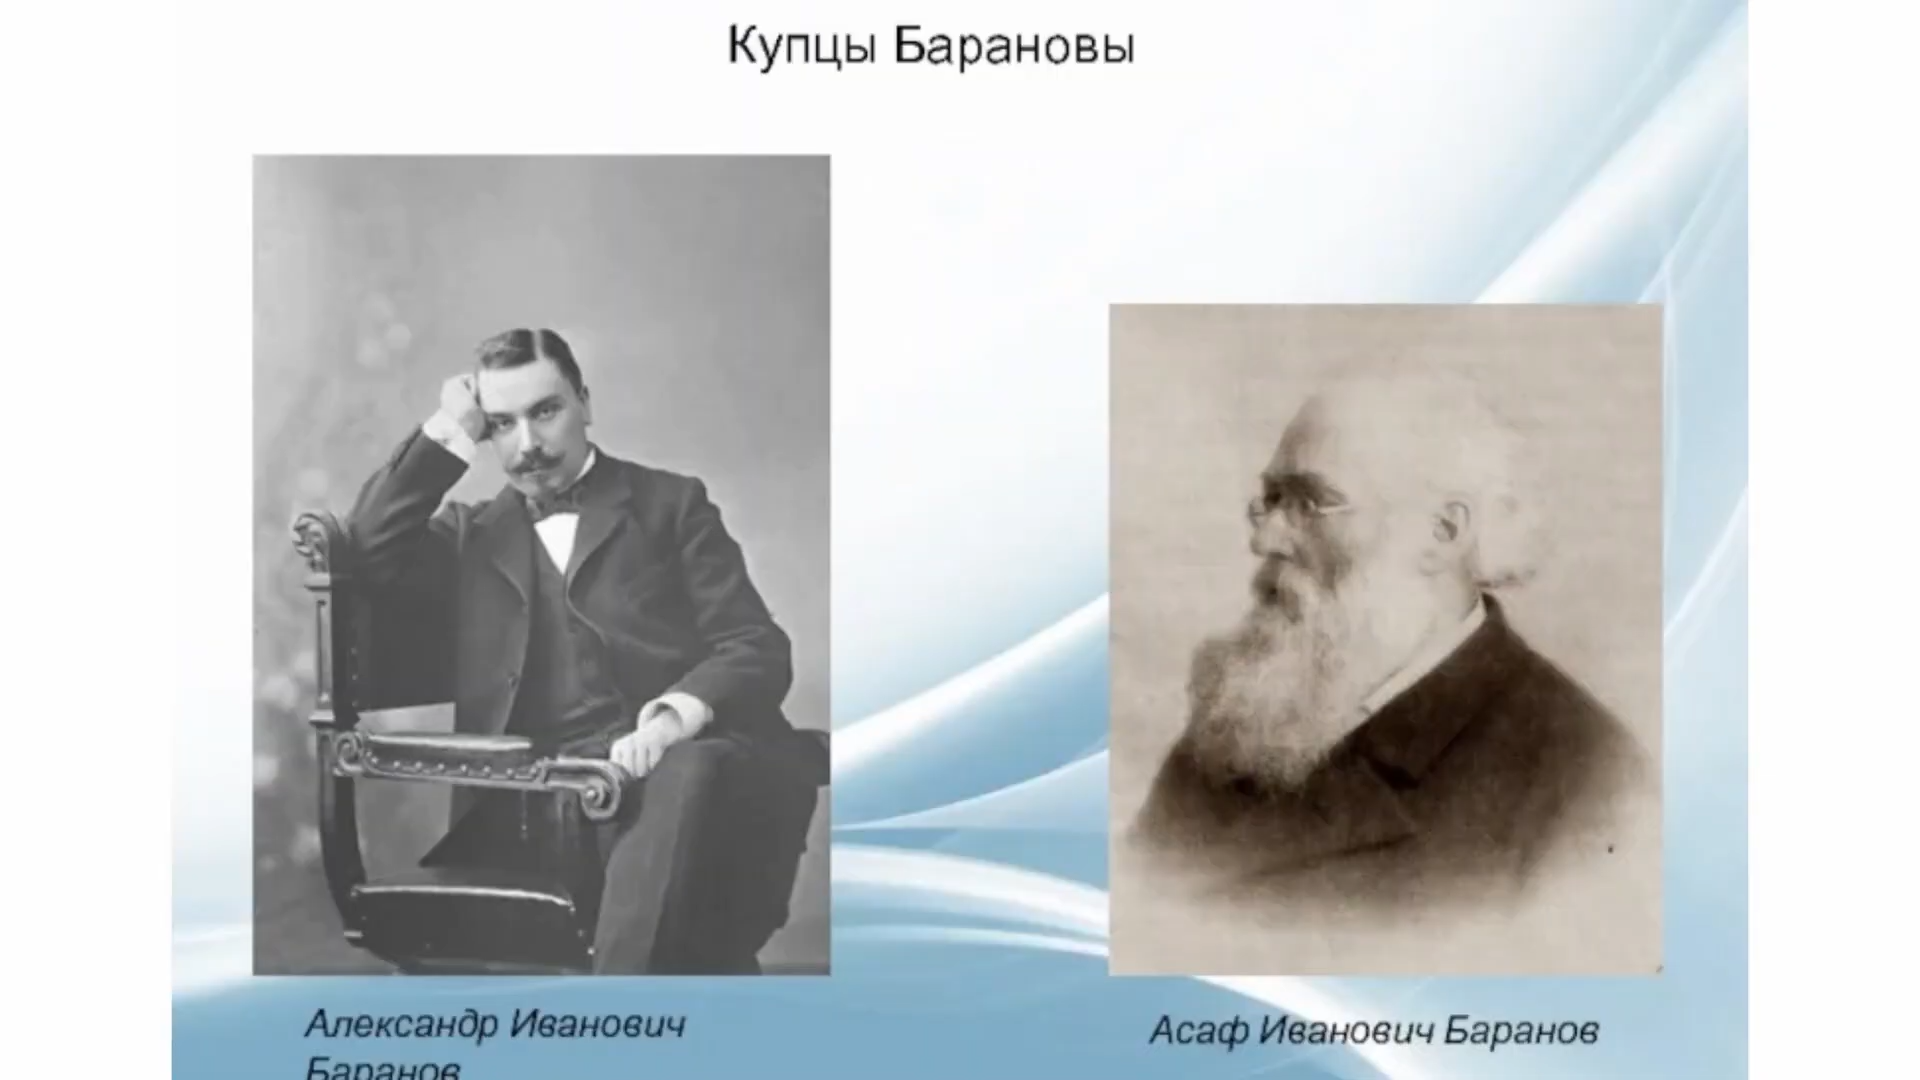 Купцы Барановы
Александр Иванович
Баранов
Асаф Иванович Баранов